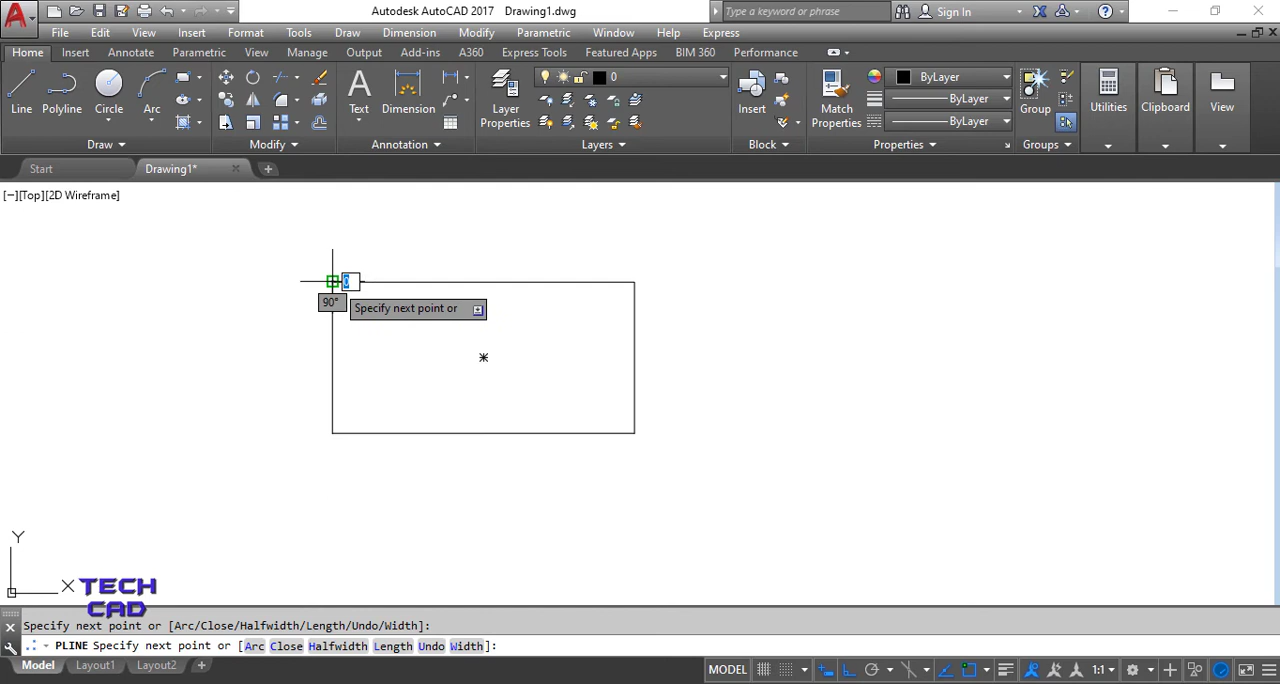 Autodesk AutoCAD 2017 Drawing1.dwg
Type a keyword or phrase
Sign In
File Edit View Insert Format Tools Draw Dimension Modify Parametric Window Help Express
Home Insert Annotate Parametric View Manage Output Add-ins A360 Express Tools Featured Apps BIM 360 Performance
Line Polyline Circle Arc
Text Dimension
Layer Properties
0
Insert
Match Properties
ByLayer
ByLayer
ByLayer
Group
Utilities
Clipboard
View
Draw Modify Annotation Layers Block Properties Groups
Start Drawing1*
[−][Top][2D Wireframe]
0
90°
Specify next point or
Y
X
TECH
CAD
Specify next point or [Arc/Close/Halfwidth/Length/Undo/Width]:
PLINE Specify next point or [Arc Close Halfwidth Length Undo Width]:
Model Layout1 Layout2 +
MODEL
1:1